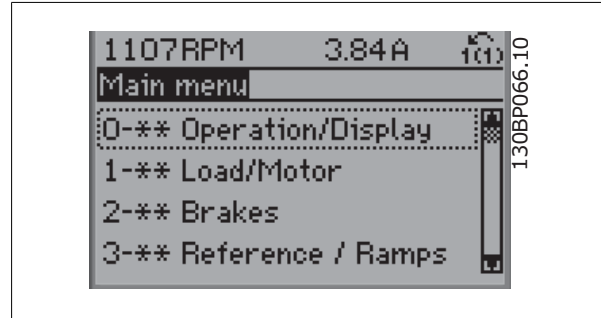 1107RPM 3.84A 1(1)
Main menu
0-** Operation/Display
1-** Load/Motor
2-** Brakes
3-** Reference / Ramps
130BP066.10